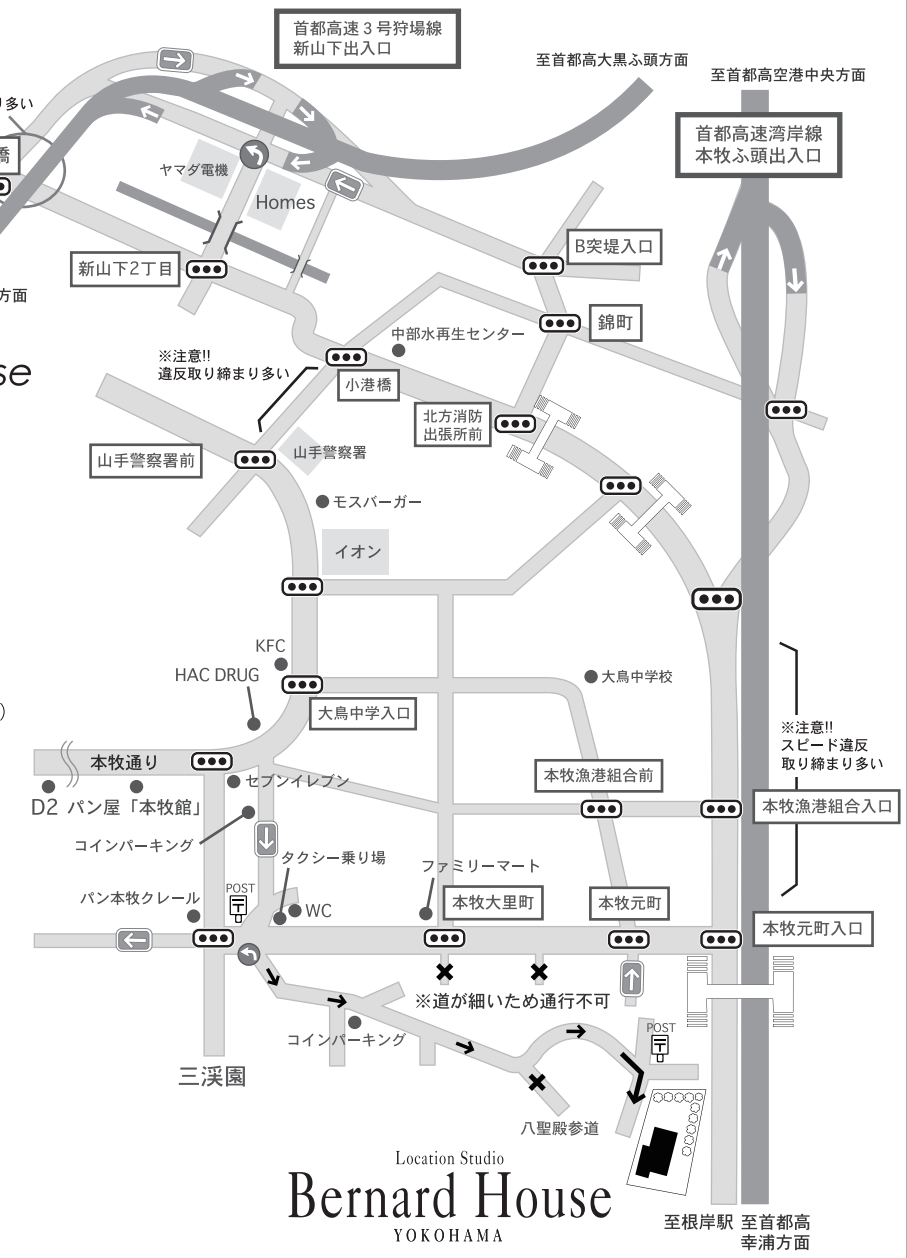 首都高速3号狩場線
新山下出入口
至首都高大黒ふ頭方面
至首都高空港中央方面
り多い
首都高速湾岸線
本牧ふ頭出入口
橋
ヤマダ電機
Homes
B突堤入口
新山下2丁目
方面
錦町
中部水再生センター
※注意!!
違反取り締まり多い
se
小港橋
北方消防
出張所前
山手警察署前
山手警察署
モスバーガー
イオン
KFC
HAC DRUG
大鳥中学校
)
大鳥中学入口
※注意!!
スピード違反
取り締まり多い
本牧通り
本牧漁港組合前
セブンイレブン
D2 パン屋「本牧館」
本牧漁港組合入口
コインパーキング
タクシー乗り場
ファミリーマート
パン本牧クレール
POST
WC
本牧大里町
本牧元町
本牧元町入口
※道が細いため通行不可
POST
コインパーキング
三渓園
八聖殿参道
Location Studio
Bernard House
YOKOHAMA
至根岸駅
至首都高
幸浦方面